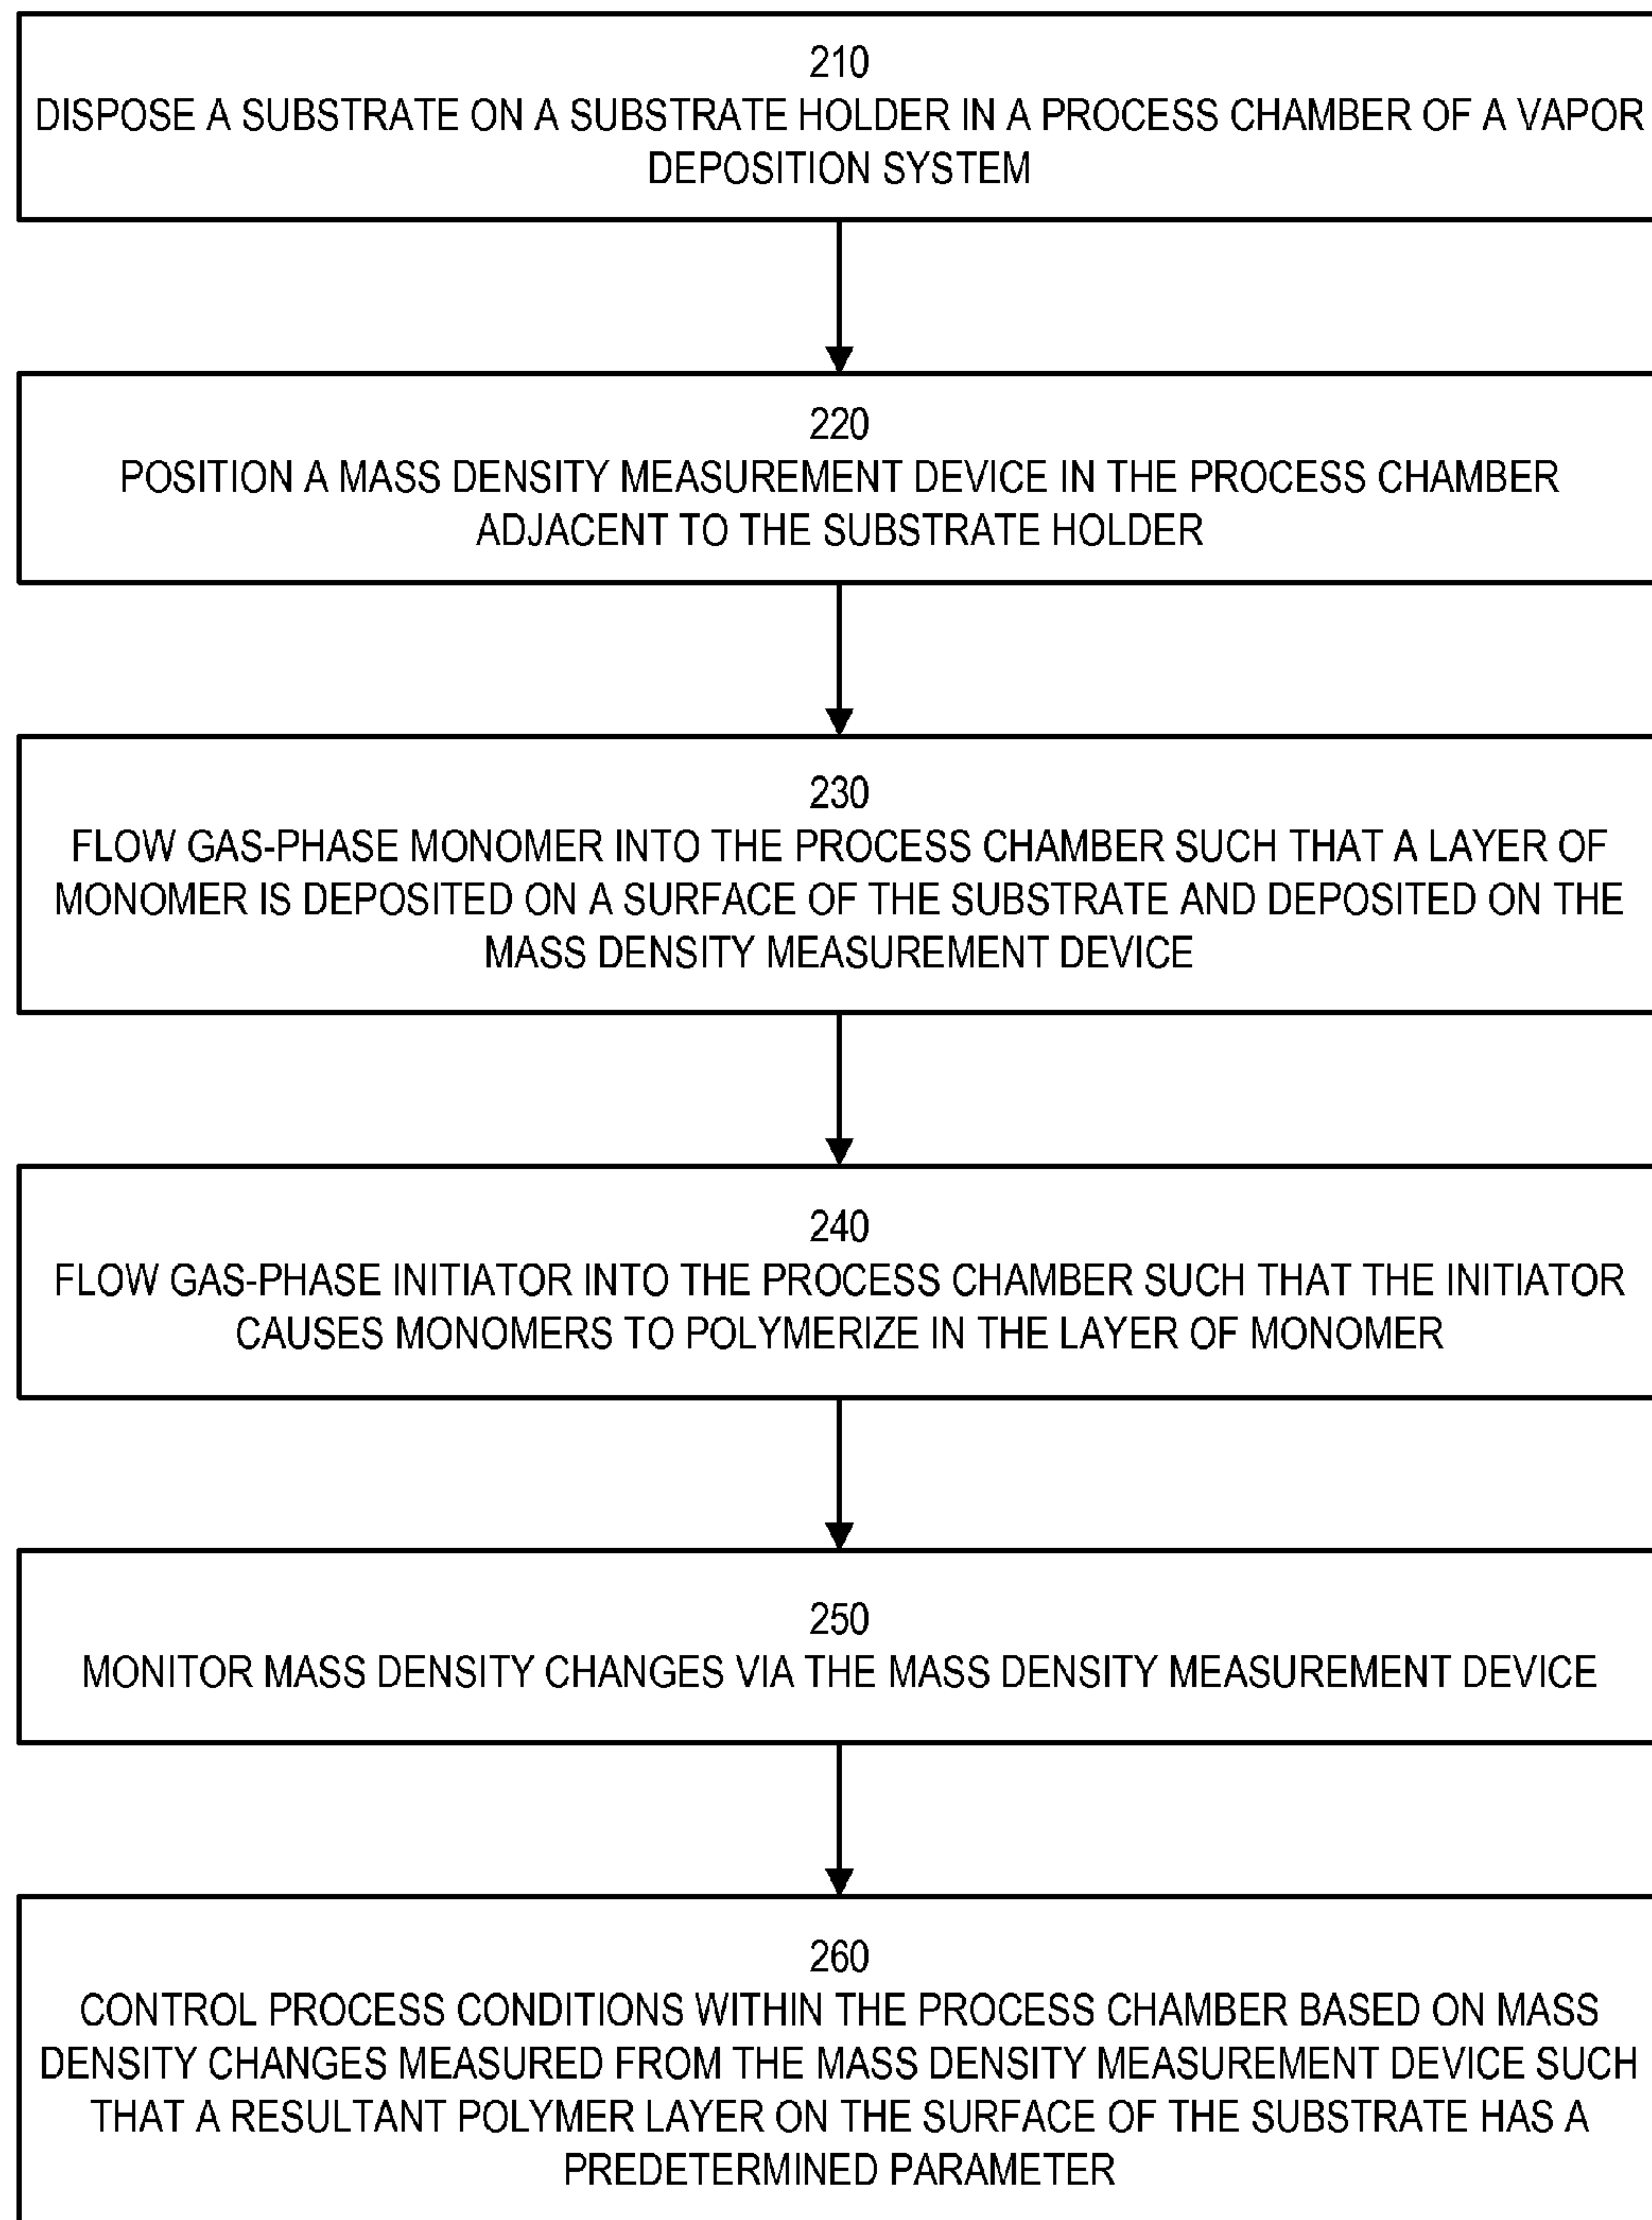 210
DISPOSE A SUBSTRATE ON A SUBSTRATE HOLDER IN A PROCESS CHAMBER OF A VAPOR
DEPOSITION SYSTEM
220
POSITION A MASS DENSITY MEASUREMENT DEVICE IN THE PROCESS CHAMBER
ADJACENT TO THE SUBSTRATE HOLDER
230
FLOW GAS-PHASE MONOMER INTO THE PROCESS CHAMBER SUCH THAT A LAYER OF
MONOMER IS DEPOSITED ON A SURFACE OF THE SUBSTRATE AND DEPOSITED ON THE
MASS DENSITY MEASUREMENT DEVICE
240
FLOW GAS-PHASE INITIATOR INTO THE PROCESS CHAMBER SUCH THAT THE INITIATOR
CAUSES MONOMERS TO POLYMERIZE IN THE LAYER OF MONOMER
250
MONITOR MASS DENSITY CHANGES VIA THE MASS DENSITY MEASUREMENT DEVICE
260
CONTROL PROCESS CONDITIONS WITHIN THE PROCESS CHAMBER BASED ON MASS
DENSITY CHANGES MEASURED FROM THE MASS DENSITY MEASUREMENT DEVICE SUCH
THAT A RESULTANT POLYMER LAYER ON THE SURFACE OF THE SUBSTRATE HAS A
PREDETERMINED PARAMETER